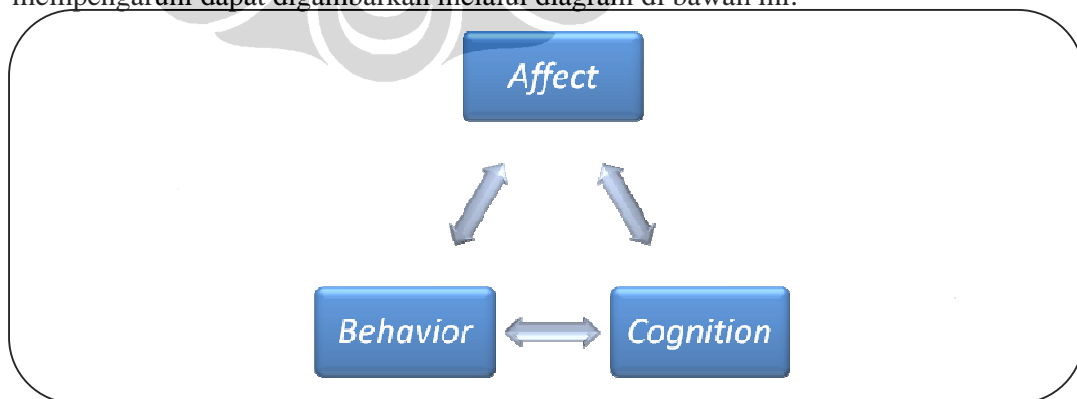 mempengaruhi dapat digambarkan melalui diagram di bawah ini:
Affect
Behavior
Cognition